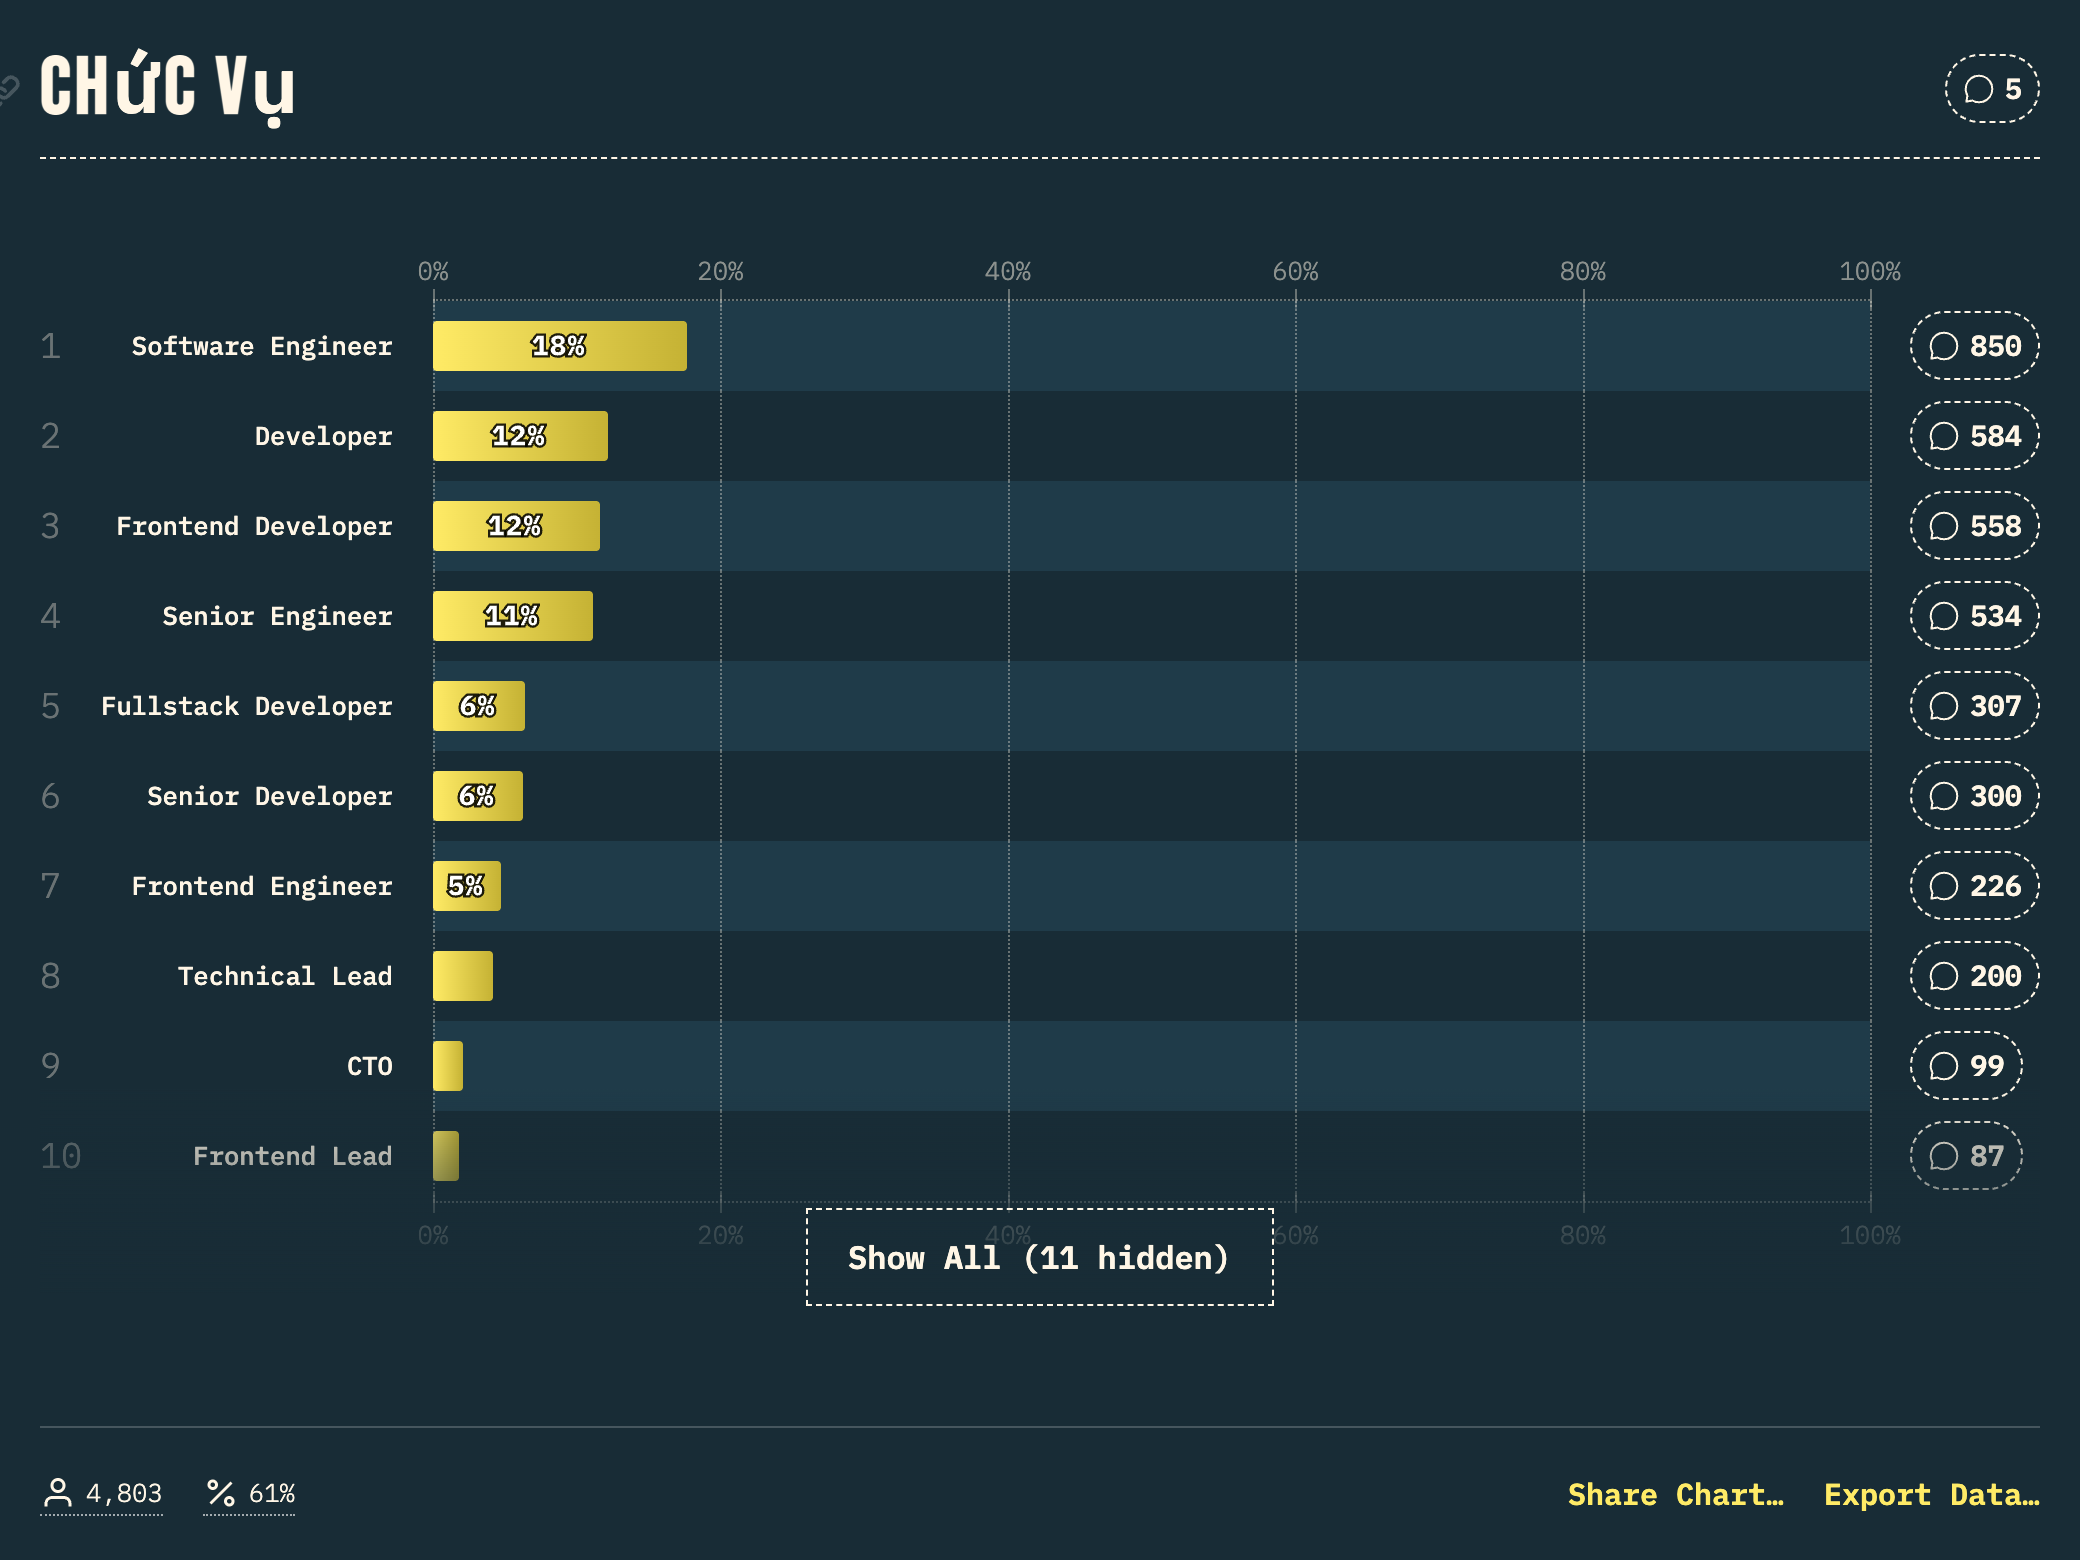 CHỨC Vụ
5
0% 20% 40% 60% 80% 100%
1 Software Engineer 18% 850
2 Developer 12% 584
3 Frontend Developer 12% 558
4 Senior Engineer 11% 534
5 Fullstack Developer 6% 307
6 Senior Developer 6% 300
7 Frontend Engineer 5% 226
8 Technical Lead 200
9 CTO 99
10 Frontend Lead 87
0% 20% 40% 60% 80% 100%
Show All (11 hidden)
4,803 61% Share Chart… Export Data…